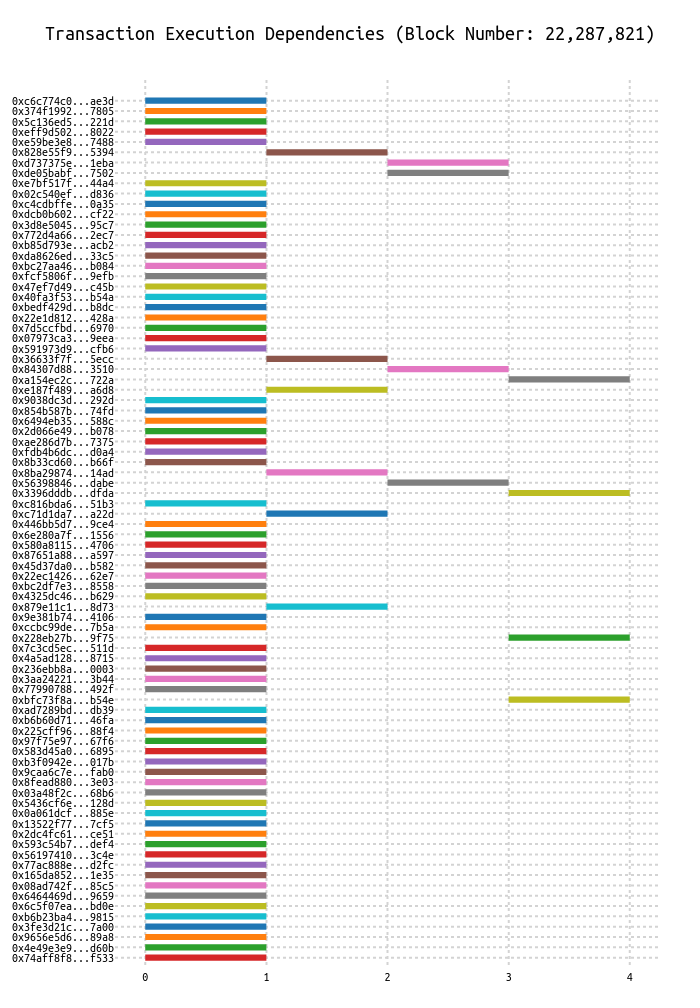 Transaction Execution Dependencies (Block Number: 22,287,821)
0xc6c774c0...ae3d
0x374f1992...7805
0x5c136ed5...221d
0xeff9d502...8022
0xe59be3e8...7488
0x828e55f9...5394
0xd737375e...1eba
0xde05babf...7502
0xe7bf517f...44a4
0x02c540ef...d836
0xc4cdbffe...0a35
0xdcb0b602...cf22
0x3d8e5045...95c7
0x772d4a66...2ec7
0xb85d793e...acb2
0xda8626ed...33c5
0xbc27aa46...b084
0xfcf5806f...9efb
0x47ef7d49...c45b
0x40fa3f53...b54a
0xbedf429d...b8dc
0x22e1d812...428a
0x7d5ccfbd...6970
0x07973ca3...9eea
0x591973d9...cfb6
0x36633f7f...5ecc
0x84307d88...3510
0xa154ec2c...722a
0xe187f489...a6d8
0x9038dc3d...292d
0x854b587b...74fd
0x6494eb35...588c
0x2d066e49...b078
0xae286d7b...7375
0xfdb4b6dc...d0a4
0x8b33cd60...b66f
0x8ba29874...14ad
0x56398846...dabe
0x3396dddb...dfda
0xc816bda6...51b3
0xc71d1da7...a22d
0x446bb5d7...9ce4
0x6e280a7f...1556
0x580a8115...4706
0x87651a88...a597
0x45d37da0...b582
0x22ec1426...62e7
0xbc2df7e3...8558
0x4325dc46...b629
0x879e11c1...8d73
0x9e381b74...4106
0xccbc99de...7b5a
0x228eb27b...9f75
0x7c3cd5ec...511d
0x4a5ad128...8715
0x236ebb8a...0003
0x3aa24221...3b44
0x77990788...492f
0xbfc73f8a...b54e
0xad7289bd...db39
0xb6b60d71...46fa
0x225cff96...88f4
0x97f75e97...67f6
0x583d45a0...6895
0xb3f0942e...017b
0x9caa6c7e...fab0
0x8fead880...3e03
0x03a48f2c...68b6
0x5436cf6e...128d
0x0a061dcf...885e
0x13522f77...7cf5
0x2dc4fc61...ce51
0x593c54b7...def4
0x56197410...3c4e
0x77ac888e...d2fc
0x165da852...1e35
0x08ad742f...85c5
0x6464469d...9659
0x6c5f07ea...bd0e
0xb6b23ba4...9815
0x3fe3d21c...7a00
0x9656e5d6...89a8
0x4e49e3e9...d60b
0x74aff8f8...f533
0 1 2 3 4